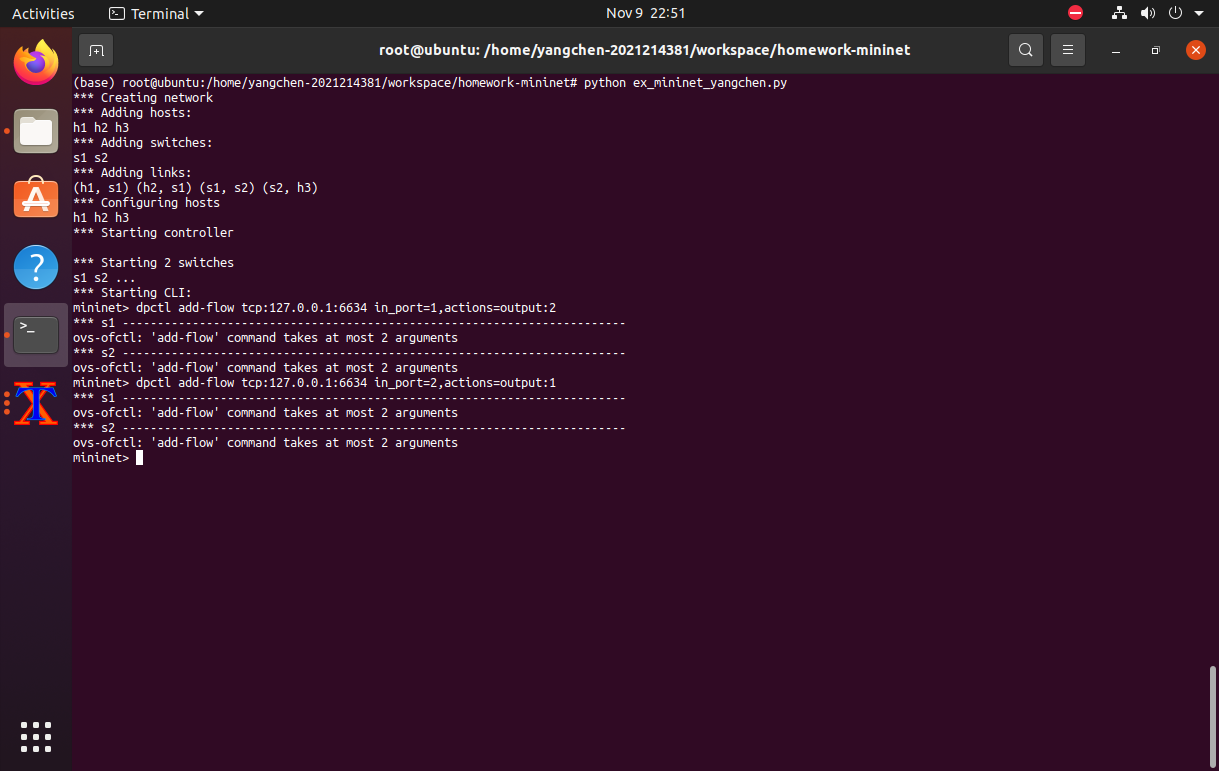 Activities Terminal Nov 9 22:51
root@ubuntu: /home/yangchen-2021214381/workspace/homework-mininet
(base) root@ubuntu:/home/yangchen-2021214381/workspace/homework-mininet# python ex_mininet_yangchen.py
*** Creating network
*** Adding hosts:
h1 h2 h3
*** Adding switches:
s1 s2
*** Adding links:
(h1, s1) (h2, s1) (s1, s2) (s2, h3)
*** Configuring hosts
h1 h2 h3
*** Starting controller

*** Starting 2 switches
s1 s2 ...
*** Starting CLI:
mininet> dpctl add-flow tcp:127.0.0.1:6634 in_port=1,actions=output:2
*** s1 ------------------------------------------------------------------------
ovs-ofctl: 'add-flow' command takes at most 2 arguments
*** s2 ------------------------------------------------------------------------
ovs-ofctl: 'add-flow' command takes at most 2 arguments
mininet> dpctl add-flow tcp:127.0.0.1:6634 in_port=2,actions=output:1
*** s1 ------------------------------------------------------------------------
ovs-ofctl: 'add-flow' command takes at most 2 arguments
*** s2 ------------------------------------------------------------------------
ovs-ofctl: 'add-flow' command takes at most 2 arguments
mininet>